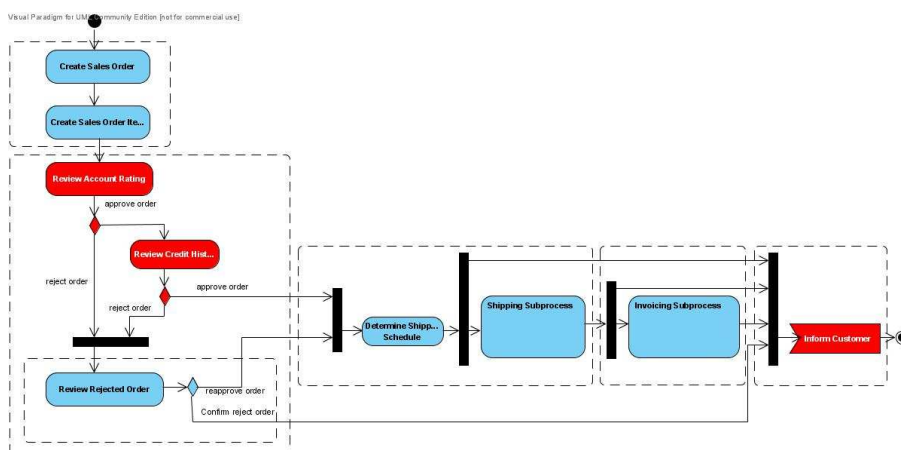 Visual Paradigm for UML Community Edition [not for commercial use]
Create Sales Order
Create Sales Order Ite...
Review Account Rating
approve order
Review Credit Hist...
reject order
approve order
reject order
Shipping Subprocess
Invoicing Subprocess
Determine Shipp...
Schedule
Inform Customer
Review Rejected Order
reapprove order
Confirm reject order